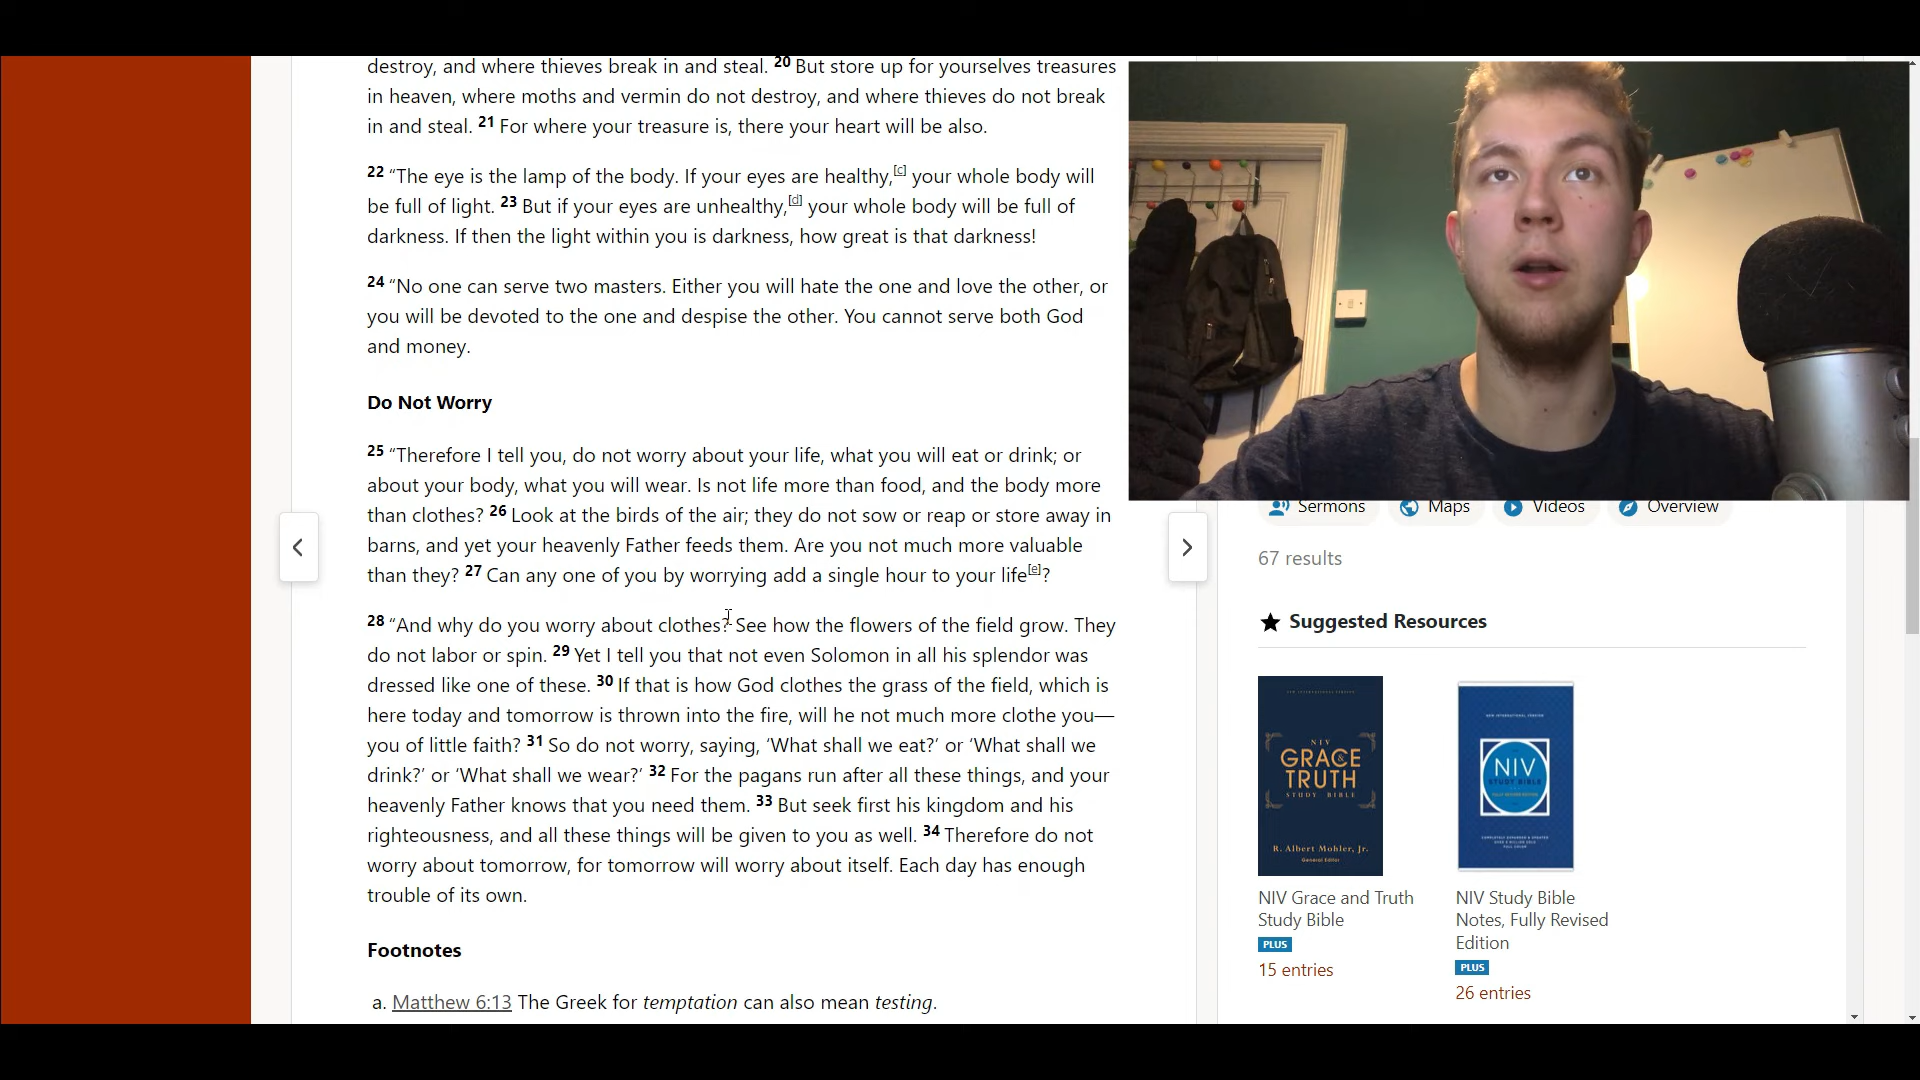 destroy, and where thieves break in and steal. 20 But store up for yourselves treasures
in heaven, where moths and vermin do not destroy, and where thieves do not break
in and steal. 21 For where your treasure is, there your heart will be also.
22 “The eye is the lamp of the body. If your eyes are healthy,[c] your whole body will
be full of light. 23 But if your eyes are unhealthy,[d] your whole body will be full of
darkness. If then the light within you is darkness, how great is that darkness!
24 “No one can serve two masters. Either you will hate the one and love the other, or
you will be devoted to the one and despise the other. You cannot serve both God
and money.
Do Not Worry
25 “Therefore I tell you, do not worry about your life, what you will eat or drink; or
about your body, what you will wear. Is not life more than food, and the body more
than clothes? 26 Look at the birds of the air; they do not sow or reap or store away in
barns, and yet your heavenly Father feeds them. Are you not much more valuable
than they? 27 Can any one of you by worrying add a single hour to your life[e]?
28 “And why do you worry about clothes? See how the flowers of the field grow. They
do not labor or spin. 29 Yet I tell you that not even Solomon in all his splendor was
dressed like one of these. 30 If that is how God clothes the grass of the field, which is
here today and tomorrow is thrown into the fire, will he not much more clothe you—
you of little faith? 31 So do not worry, saying, ‘What shall we eat?’ or ‘What shall we
drink?’ or ‘What shall we wear?’ 32 For the pagans run after all these things, and your
heavenly Father knows that you need them. 33 But seek first his kingdom and his
righteousness, and all these things will be given to you as well. 34 Therefore do not
worry about tomorrow, for tomorrow will worry about itself. Each day has enough
trouble of its own.
Footnotes
a. Matthew 6:13 The Greek for temptation can also mean testing.
Sermons Maps Videos Overview
67 results
Suggested Resources
NIV
GRACE &
TRUTH
STUDY BIBLE
R. Albert Mohler, Jr.
General Editor
NIV Grace and Truth
Study Bible
PLUS
15 entries
NIV
STUDY BIBLE
NIV Study Bible
Notes, Fully Revised
Edition
PLUS
26 entries